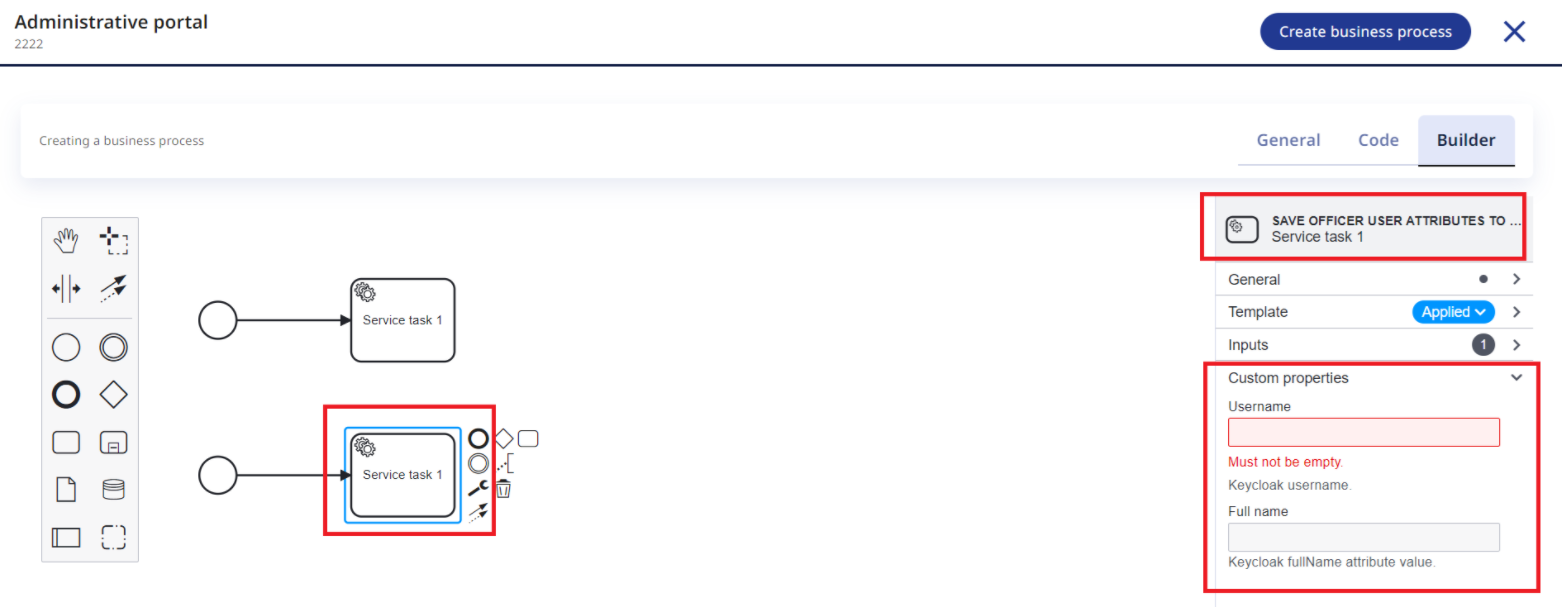 Administrative portal
2222
Create business process
Creating a business process
General
Code
Builder
SAVE OFFICER USER ATTRIBUTES TO ...
Service task 1
General
Template
Applied
Inputs
1
Custom properties
Username
Must not be empty.
Keycloak username.
Full name
Keycloak fullName attribute value.
Service task 1
Service task 1